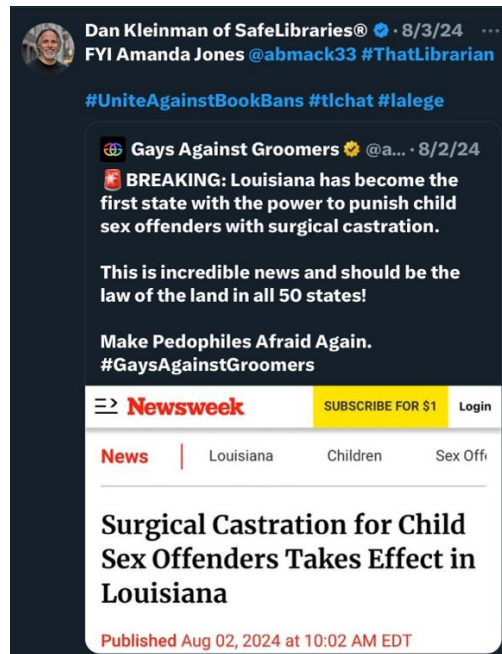 Dan Kleinman of SafeLibraries® · 8/3/24 ...
FYI Amanda Jones @abmack33 #ThatLibrarian
#UniteAgainstBookBans #tlchat #lalege
Gays Against Groomers @a... · 8/2/24
🚨 BREAKING: Louisiana has become the
first state with the power to punish child
sex offenders with surgical castration.
This is incredible news and should be the
law of the land in all 50 states!
Make Pedophiles Afraid Again.
#GaysAgainstGroomers
Newsweek SUBSCRIBE FOR $1 Login
News | Louisiana Children Sex Off
Surgical Castration for Child
Sex Offenders Takes Effect in
Louisiana
Published Aug 02, 2024 at 10:02 AM EDT